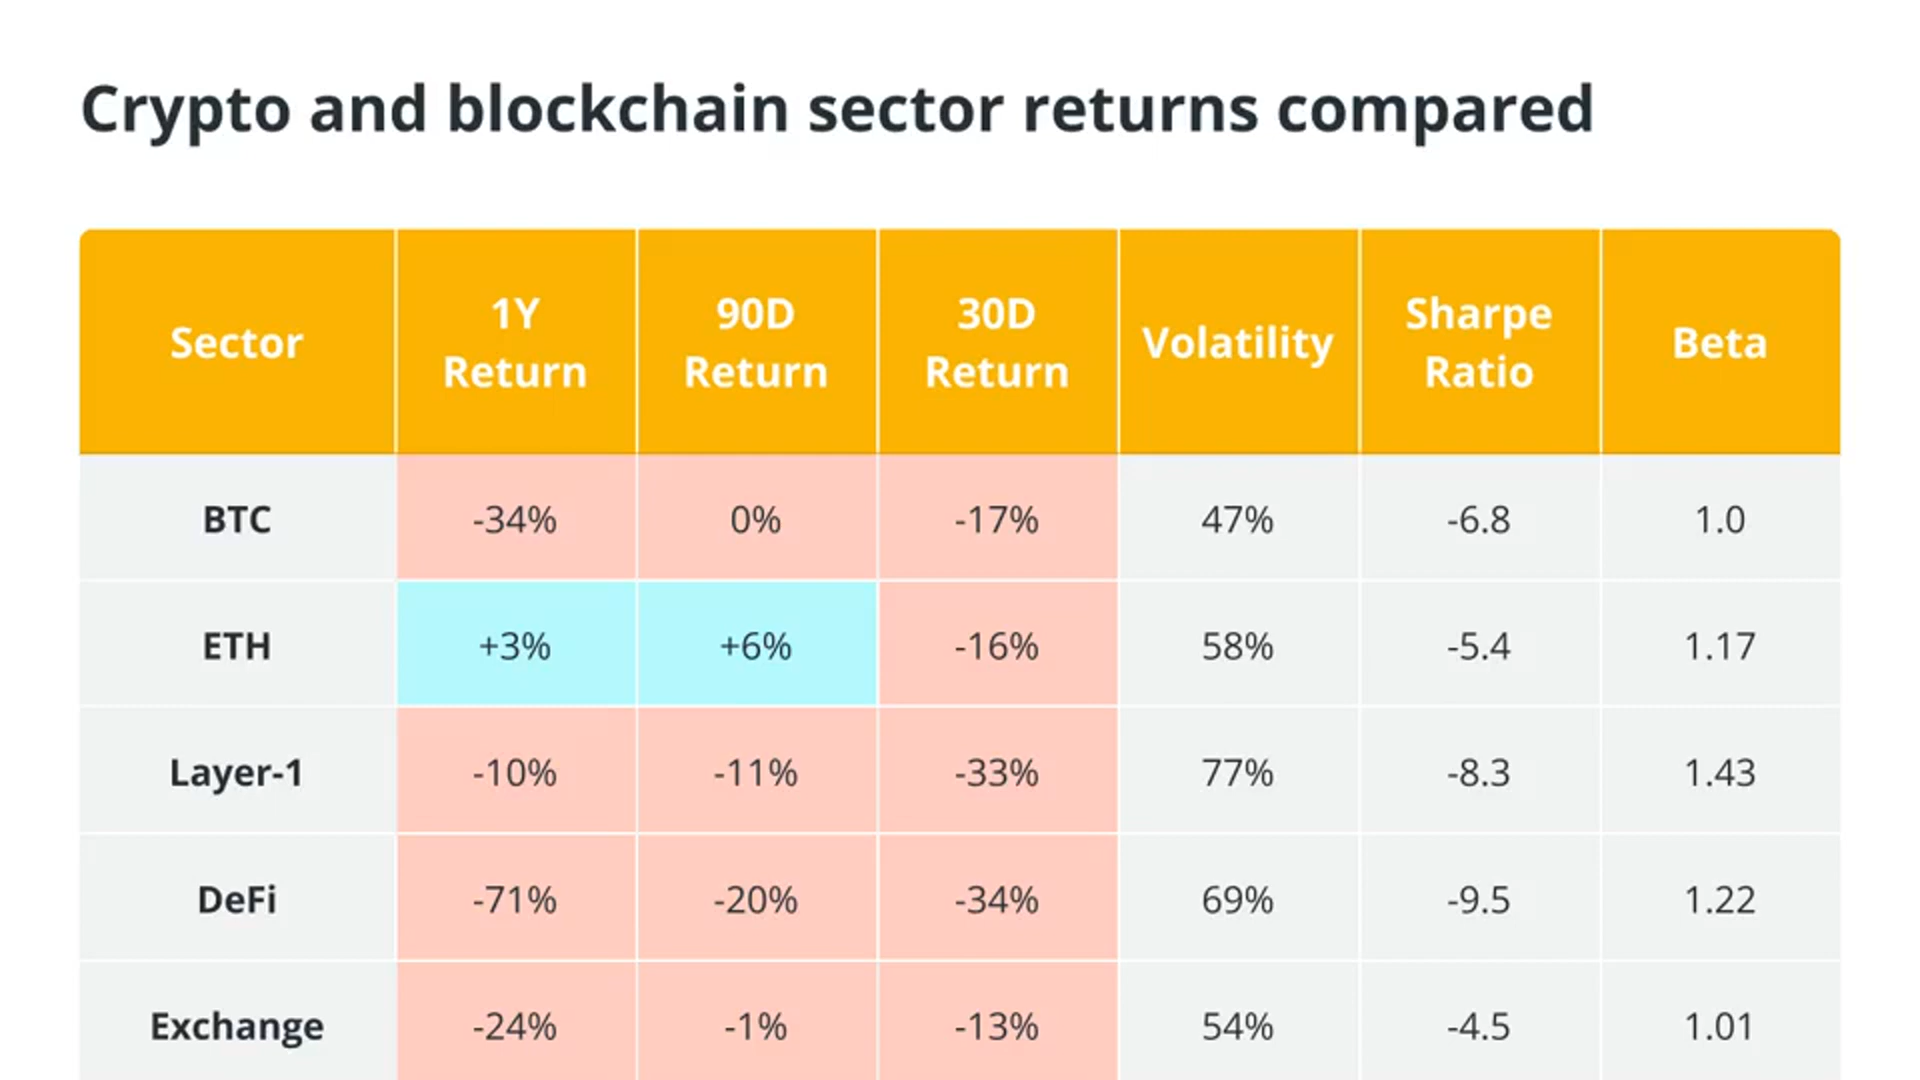 Crypto and blockchain sector returns compared
Sector 1Y Return 90D Return 30D Return Volatility Sharpe Ratio Beta
BTC -34% 0% -17% 47% -6.8 1.0
ETH +3% +6% -16% 58% -5.4 1.17
Layer-1 -10% -11% -33% 77% -8.3 1.43
DeFi -71% -20% -34% 69% -9.5 1.22
Exchange -24% -1% -13% 54% -4.5 1.01